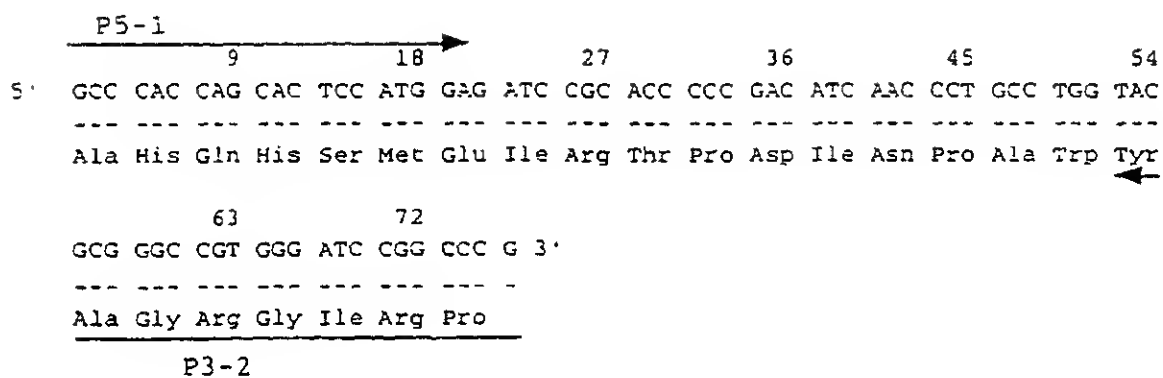 P5-1
9 18 27 36 45 54
5' GCC CAC CAG CAC TCC ATG GAG ATC CGC ACC CCC GAC ATC AAC CCT GCC TGG TAC
--- --- --- --- --- --- --- --- --- --- --- --- --- --- --- --- --- ---
Ala His Gln His Ser Met Glu Ile Arg Thr Pro Asp Ile Asn Pro Ala Trp Tyr
63 72
GCG GGC CGT GGG ATC CGG CCC G 3'
--- --- --- --- --- --- --- -
Ala Gly Arg Gly Ile Arg Pro
P3-2